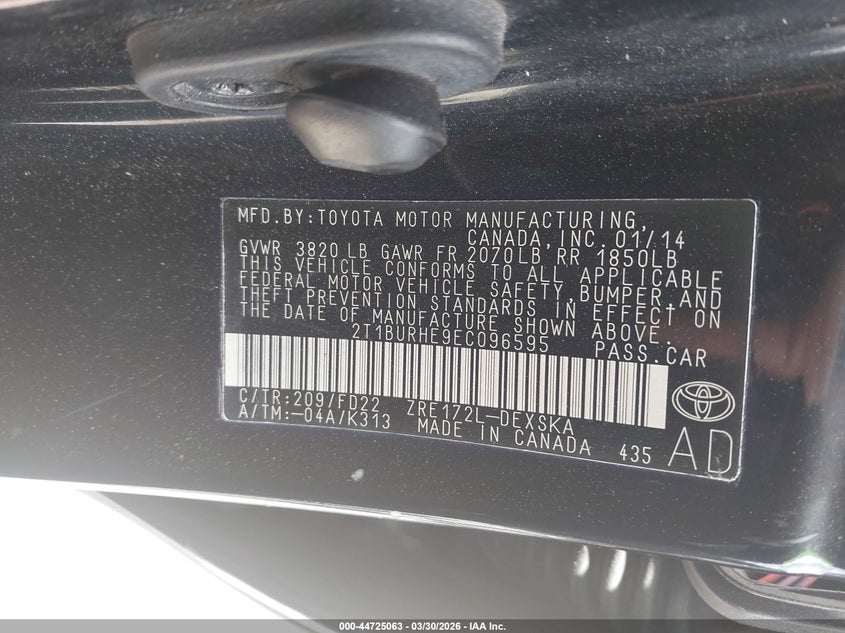 MFD.BY:TOYOTA MOTOR MANUFACTURING,
CANADA,INC. 01/14
GVWR 3820 LB GAWR FR 2070LB RR 1850LB
THIS VEHICLE CONFORMS TO ALL APPLICABLE
FEDERAL MOTOR VEHICLE SAFETY,BUMPER,AND
THEFT PREVENTION STANDARDS IN EFFECT ON
THE DATE OF MANUFACTURE SHOWN ABOVE.
2T1BURHE9EC096595 PASS.CAR
C/TR:209/FD22 ZRE172L-DEXSKA
A/TM:-04A/K313 MADE IN CANADA 435 AD
000-44725063 - 03/30/2026 - IAA Inc.